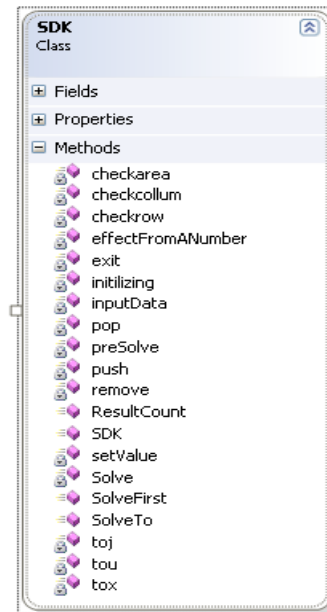 SDK
Class
Fields
Properties
Methods
checkarea
checkcollum
checkrow
effectFromANumber
exit
initilizing
inputData
pop
preSolve
push
remove
ResultCount
SDK
setValue
Solve
SolveFirst
SolveTo
toj
tou
tox